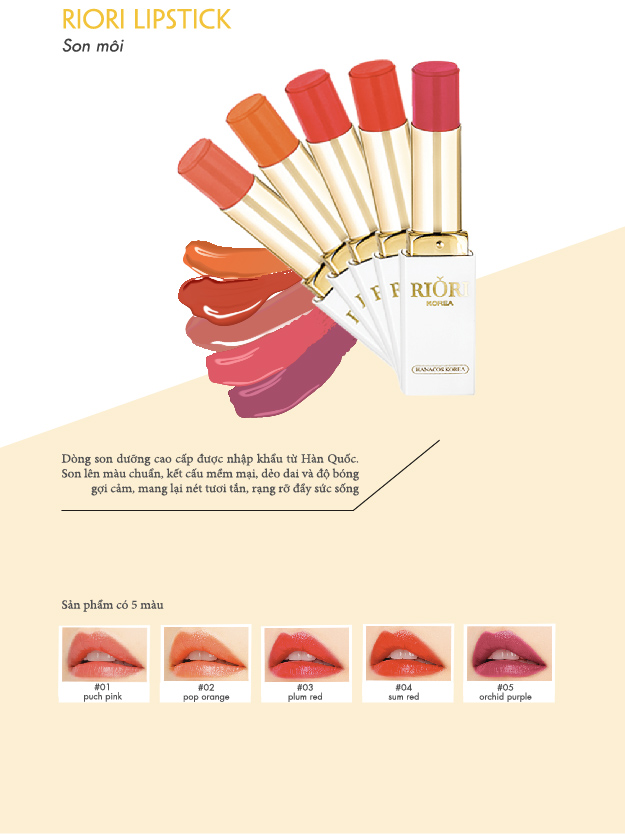 RIORI LIPSTICK
Son môi
RIORI
KOREA
HANACOS KOREA
Dòng son dưỡng cao cấp được nhập khẩu từ Hàn Quốc.
Son lên màu chuẩn, kết cấu mềm mại, dẻo dai và độ bóng
gợi cảm, mang lại nét tươi tắn, rạng rỡ đầy sức sống
Sản phẩm có 5 màu
#01
puch pink
#02
pop orange
#03
plum red
#04
sum red
#05
orchid purple